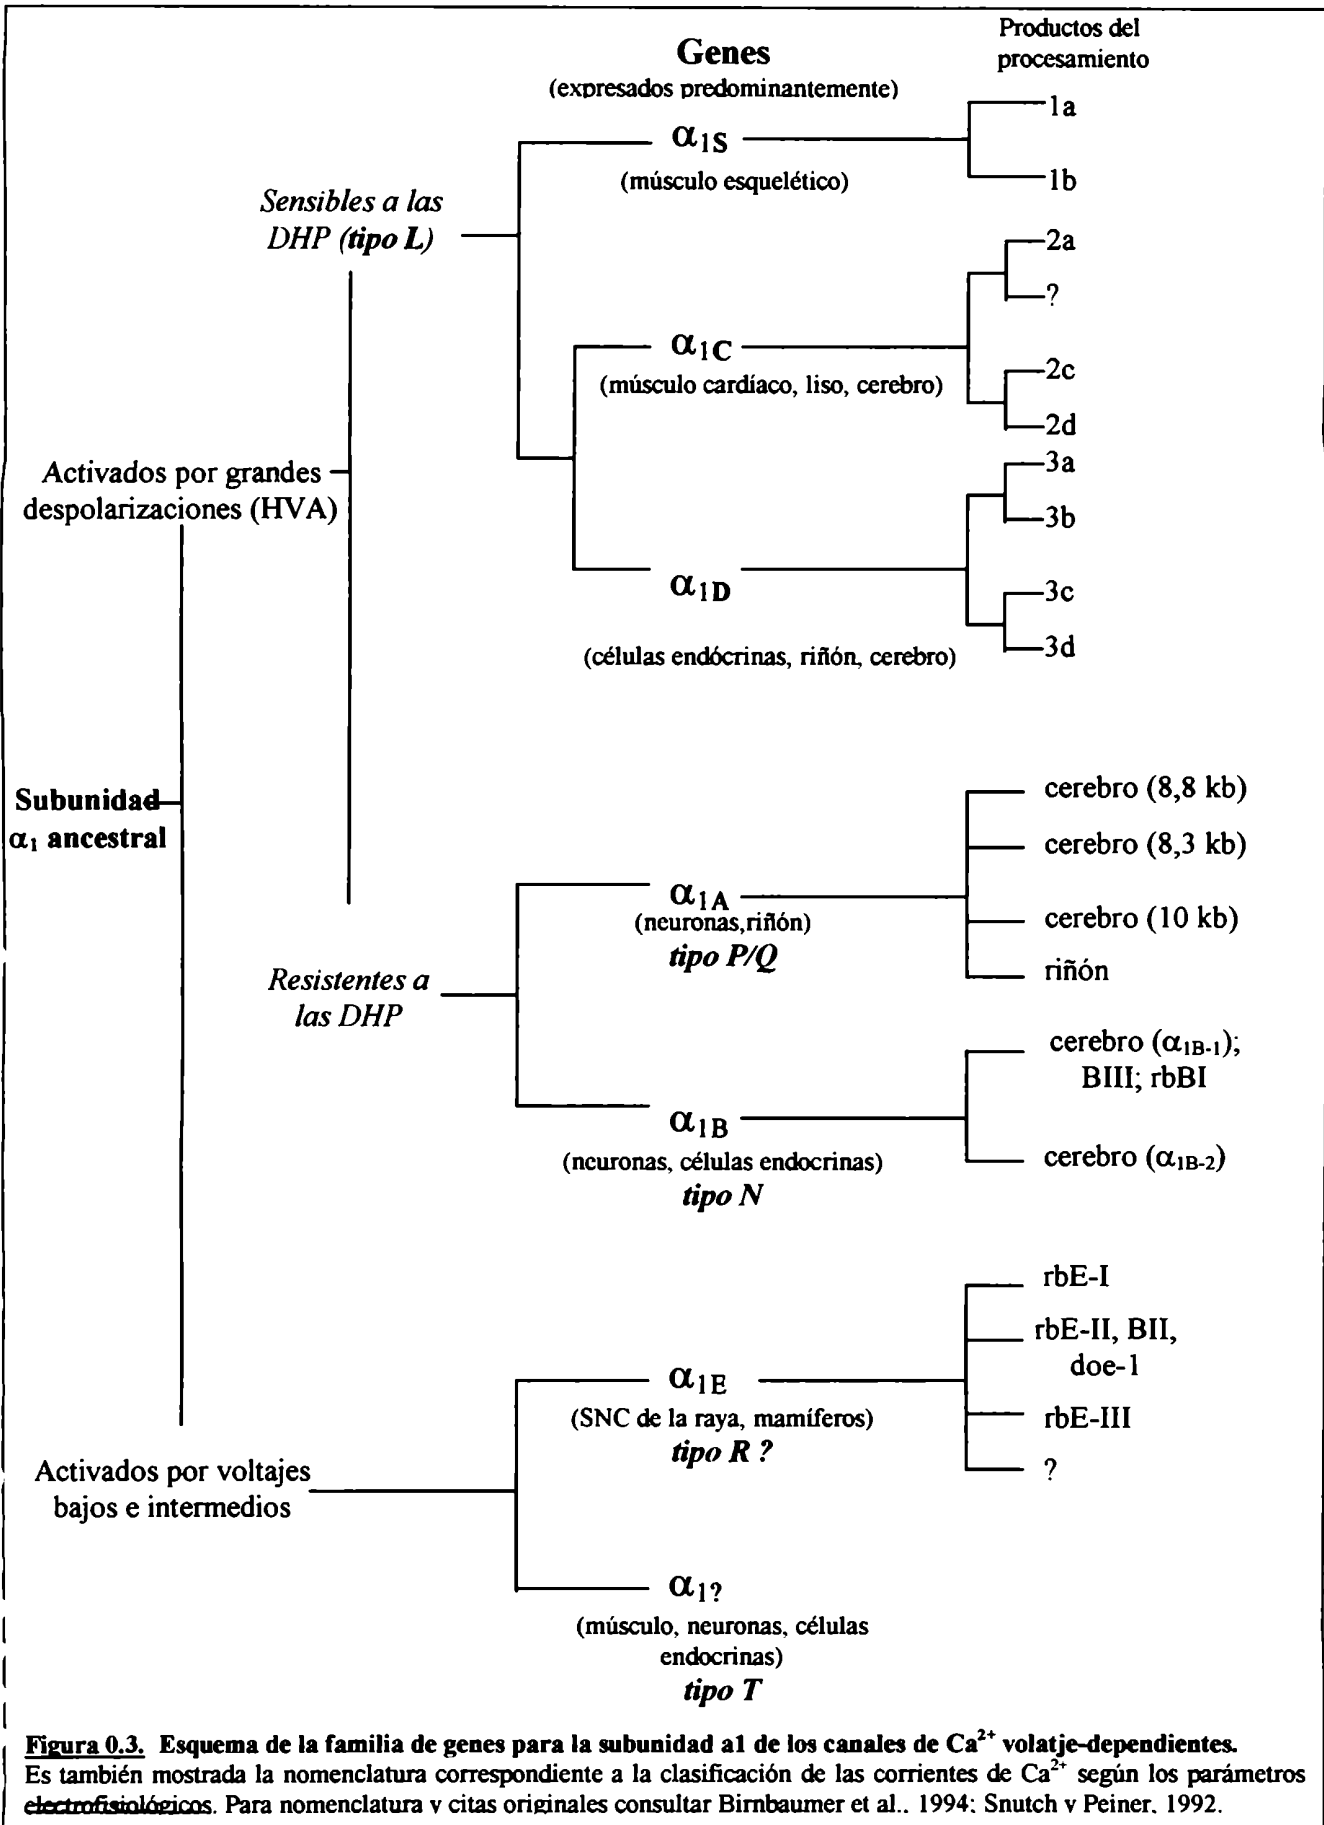 Productos del
procesamiento
Genes
(expresados predominantemente)
α1S
(músculo esquelético)
1a
1b
Sensibles a las
DHP (tipo L)
2a
?
α1C
(músculo cardíaco, liso, cerebro)
2c
2d
Activados por grandes
despolarizaciones (HVA)
3a
3b
α1D
(células endócrinas, riñón, cerebro)
3c
3d
Subunidad
α1 ancestral
cerebro (8,8 kb)
cerebro (8,3 kb)
α1A
(neuronas,riñón)
tipo P/Q
cerebro (10 kb)
riñón
Resistentes a
las DHP
cerebro (α1B-1);
BIII; rbBI
α1B
(neuronas, células endocrinas)
tipo N
cerebro (α1B-2)
rbE-I
rbE-II, BII,
doe-1
α1E
(SNC de la raya, mamíferos)
tipo R ?
rbE-III
?
Activados por voltajes
bajos e intermedios
α1?
(músculo, neuronas, células
endocrinas)
tipo T
Figura 0.3. Esquema de la familia de genes para la subunidad a1 de los canales de Ca²⁺ volatje-dependientes.
Es también mostrada la nomenclatura correspondiente a la clasificación de las corrientes de Ca²⁺ según los parámetros
electrofisiológicos. Para nomenclatura y citas originales consultar Birnbaumer et al.. 1994; Snutch y Peiner. 1992.